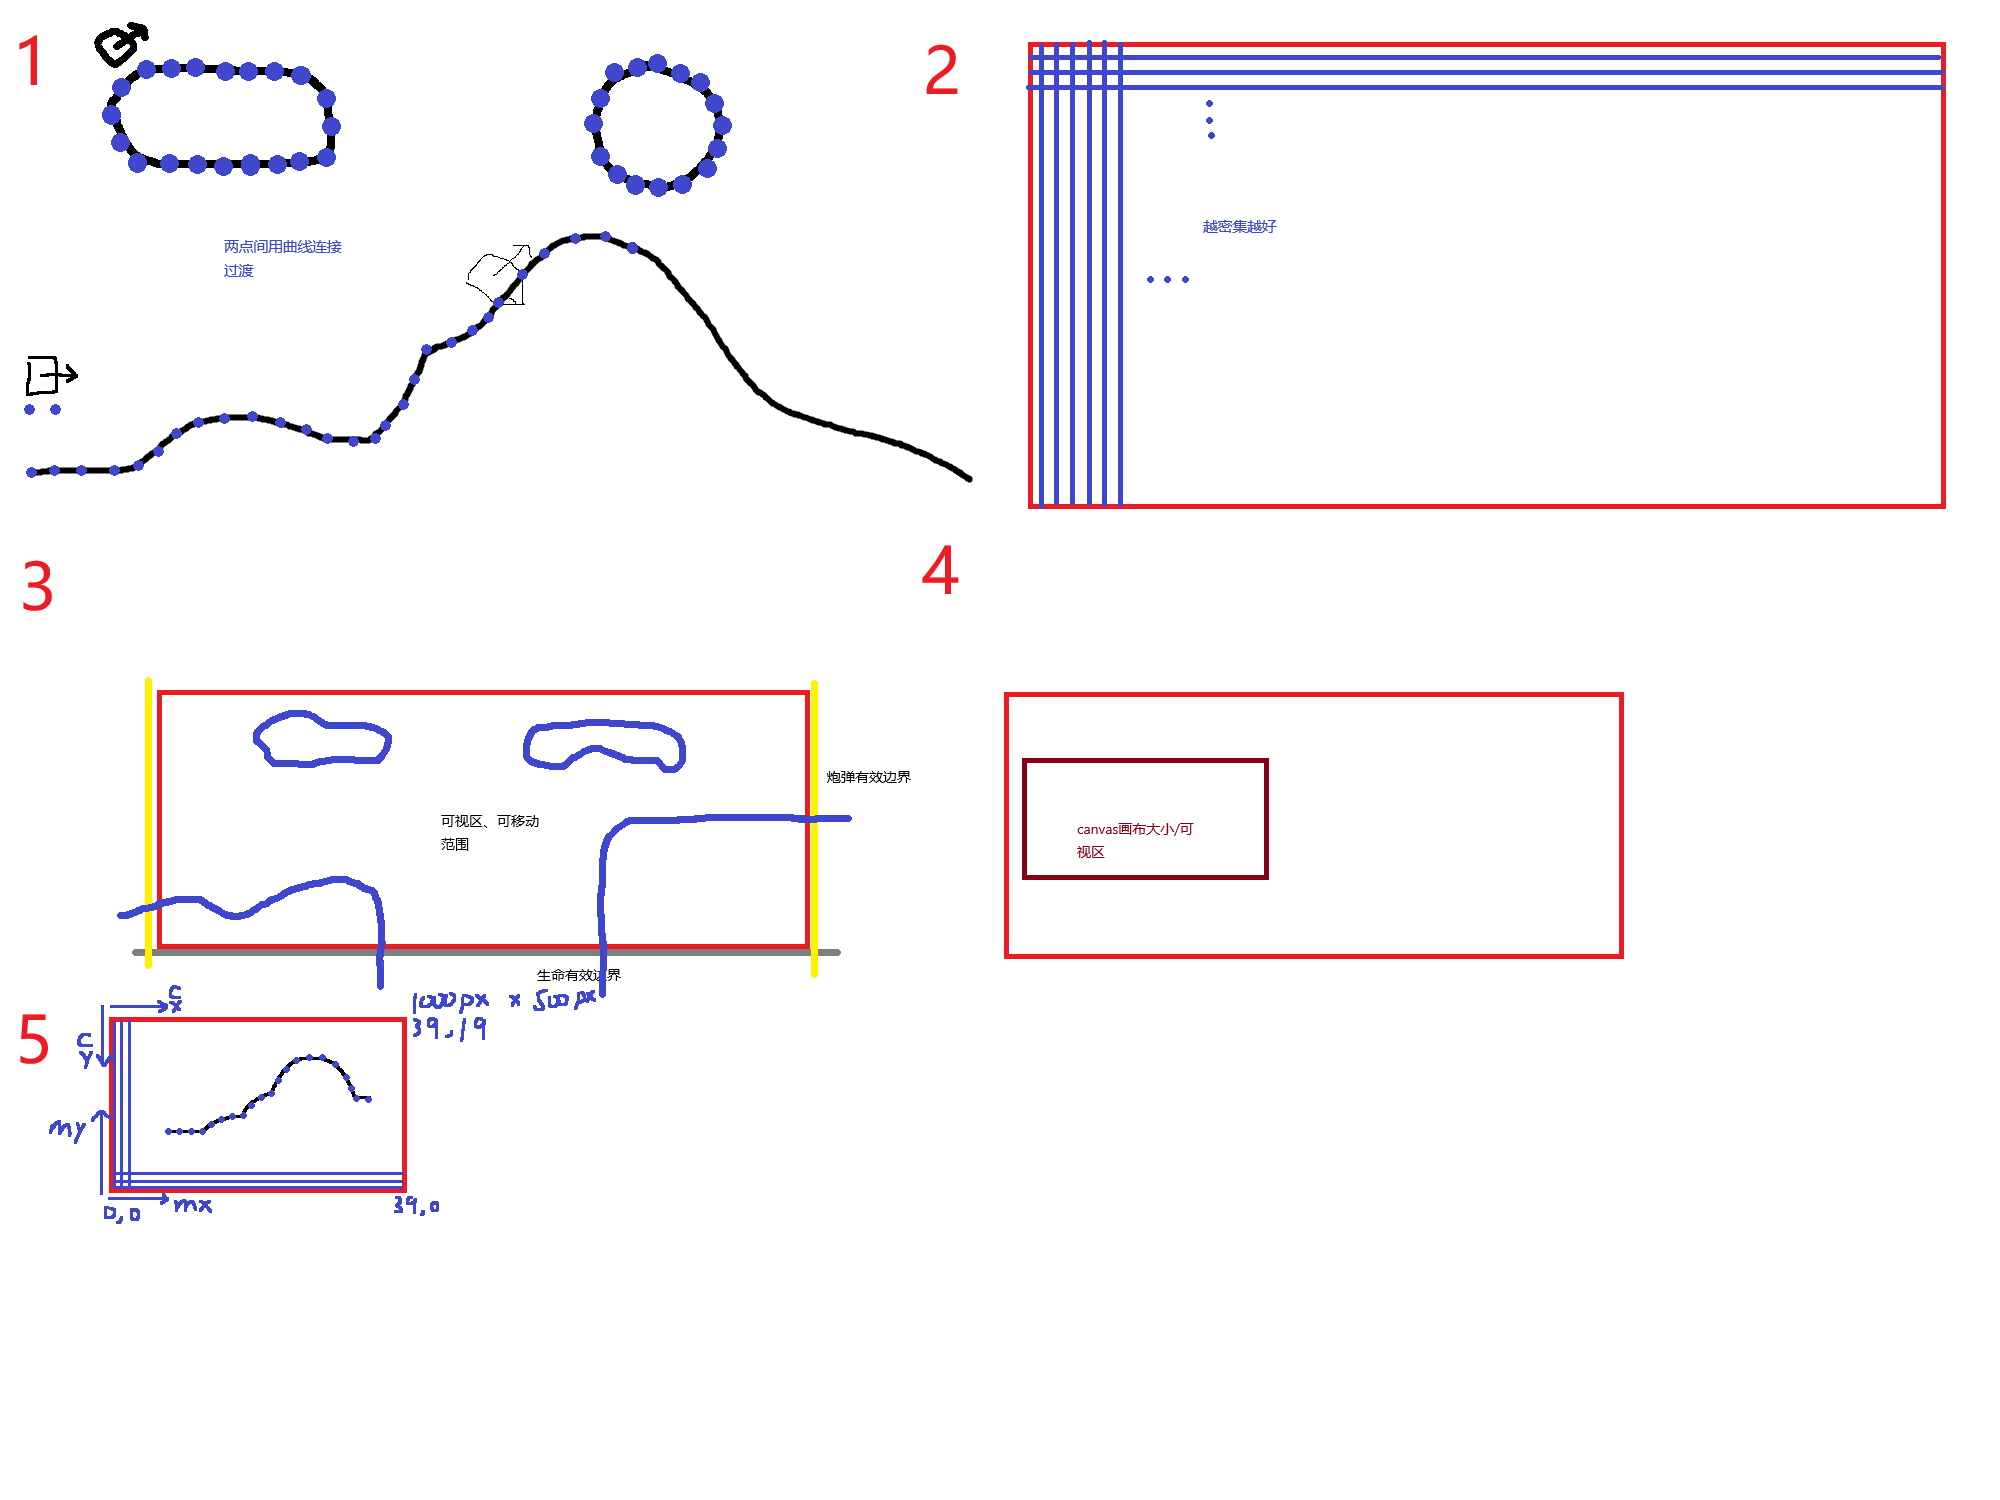 1
两点间用曲线连接
过渡
2
越密集越好
3
炮弹有效边界
可视区、可移动
范围
生命有效边界
4
canvas画布大小/可
视区
5
c
x
1000px x 500px
39,19
c
y
my
0,0
mx
39,0